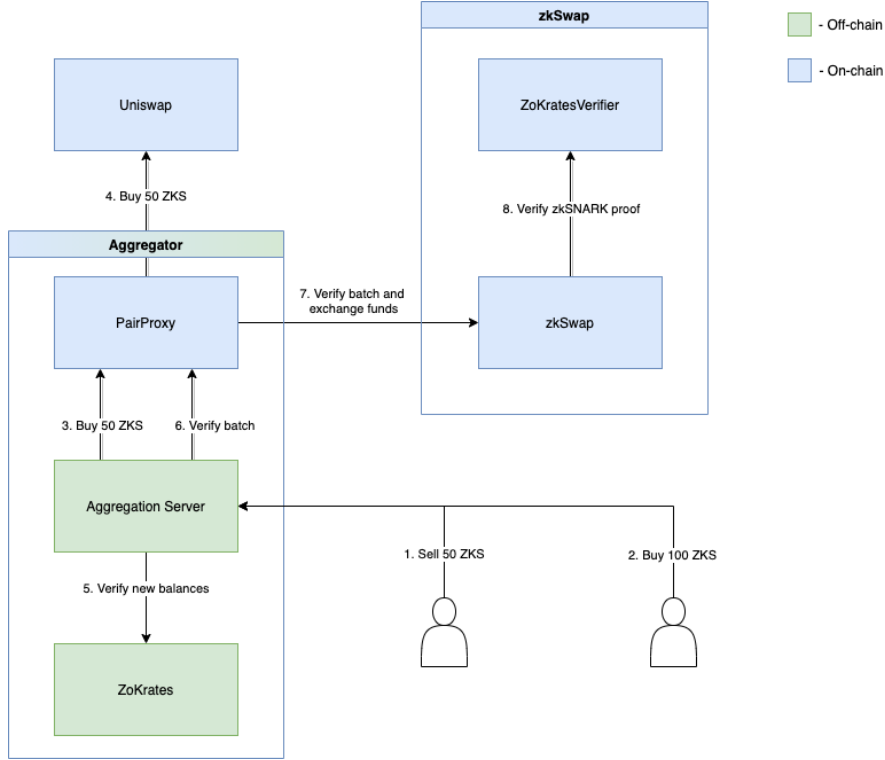 zkSwap
- Off-chain
- On-chain
Uniswap
ZoKratesVerifier
4. Buy 50 ZKS
8. Verify zkSNARK proof
Aggregator
PairProxy
7. Verify batch and
exchange funds
zkSwap
3. Buy 50 ZKS
6. Verify batch
Aggregation Server
1. Sell 50 ZKS
2. Buy 100 ZKS
5. Verify new balances
ZoKrates